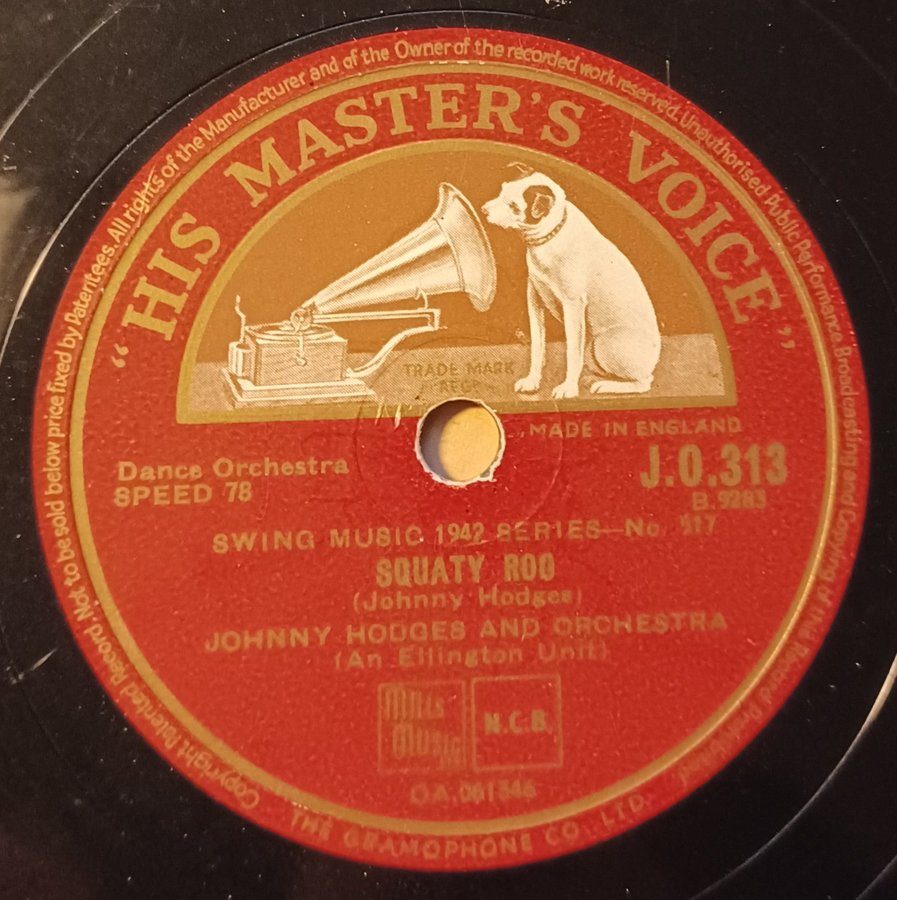 Copyright Patented Record. Not to be sold below price fixed by Patentees. All rights of the Manufacturer and of the Owner of the recorded work reserved. Unauthorised Public Performance Broadcasting and Copying of this Record Prohibited
"HIS MASTER'S VOICE"
TRADE MARK
REGD
MADE IN ENGLAND
Dance Orchestra
SPEED 78
J.O.313
B.9283
SWING MUSIC 1942 SERIES—No. 517
SQUATY ROO
(Johnny Hodges)
JOHNNY HODGES AND ORCHESTRA
(An Ellington Unit)
Mills
Music
N.C.B.
OA.061346
THE GRAMOPHONE CO. LTD.